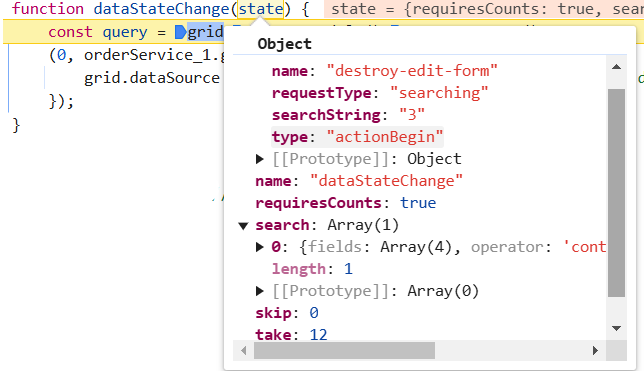 function dataStateChange(state) { state = {requiresCounts: true, sear
const query = grid
(0, orderService_1.g
grid.dataSource
});
}
Object
name: "destroy-edit-form"
requestType: "searching"
searchString: "3"
type: "actionBegin"
▶ [[Prototype]]: Object
name: "dataStateChange"
requiresCounts: true
▼ search: Array(1)
▶ 0: {fields: Array(4), operator: 'cont
length: 1
▶ [[Prototype]]: Array(0)
skip: 0
take: 12